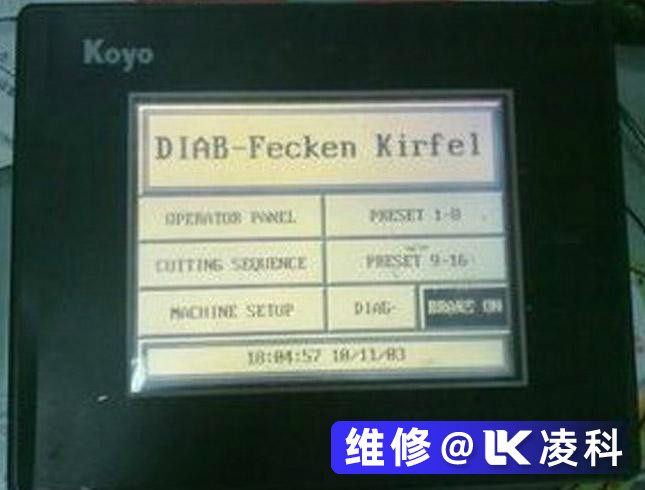 Koyo
DIAB-Fecken Kirfel
OPERATOR PANEL
PRESET 1-8
CUTTING SEQUENCE
PRESET 9-16
MACHINE SETUP
DIAG-
ON
18:04:57 10/11/03
维修@LK凌科